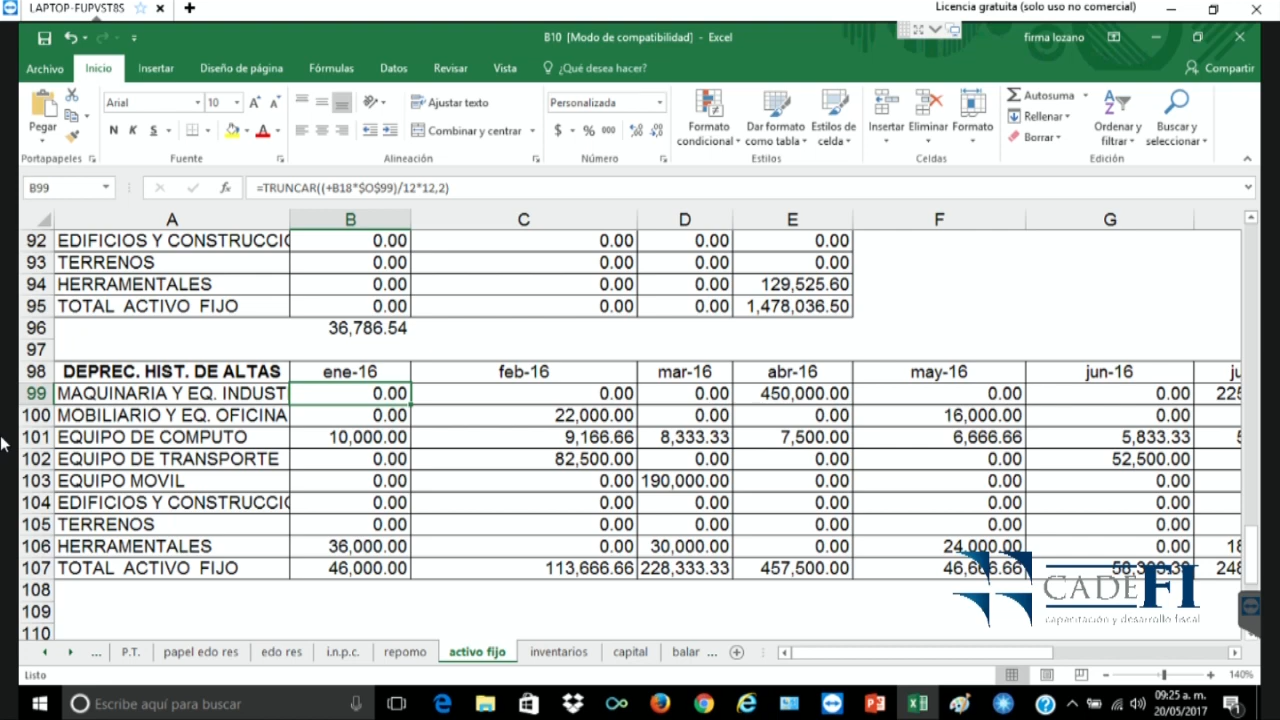 LAPTOP-FUPVST8S
Licencia gratuita (solo uso no comercial)
B10 [Modo de compatibilidad] - Excel
firma lozano
Archivo Inicio Insertar Diseño de página Fórmulas Datos Revisar Vista ¿Qué desea hacer? Compartir
Pegar
Arial 10
N K S
Ajustar texto
Combinar y centrar
Personalizada
$ % 000
Formato condicional
Dar formato como tabla
Estilos de celda
Insertar Eliminar Formato
Autosuma
Rellenar
Borrar
Ordenar y filtrar
Buscar y seleccionar
Portapapeles Fuente Alineación Número Estilos Celdas Edición
B99 fx =TRUNCAR((+B18*$O$99)/12*12,2)
A B C D E F G
92 EDIFICIOS Y CONSTRUCCIO 0.00 0.00 0.00 0.00
93 TERRENOS 0.00 0.00 0.00 0.00
94 HERRAMENTALES 0.00 0.00 0.00 129,525.60
95 TOTAL ACTIVO FIJO 0.00 0.00 0.00 1,478,036.50
96 36,786.54
97
98 DEPREC. HIST. DE ALTAS ene-16 feb-16 mar-16 abr-16 may-16 jun-16 ju
99 MAQUINARIA Y EQ. INDUST 0.00 0.00 0.00 450,000.00 0.00 0.00 225
100 MOBILIARIO Y EQ. OFICINA 0.00 22,000.00 0.00 0.00 16,000.00 0.00
101 EQUIPO DE COMPUTO 10,000.00 9,166.66 8,333.33 7,500.00 6,666.66 5,833.33
102 EQUIPO DE TRANSPORTE 0.00 82,500.00 0.00 0.00 0.00 52,500.00
103 EQUIPO MOVIL 0.00 0.00 190,000.00 0.00 0.00 0.00
104 EDIFICIOS Y CONSTRUCCIO 0.00 0.00 0.00 0.00 0.00 0.00
105 TERRENOS 0.00 0.00 0.00 0.00 0.00 0.00
106 HERRAMENTALES 36,000.00 0.00 30,000.00 0.00 24,000.00 0.00 18
107 TOTAL ACTIVO FIJO 46,000.00 113,666.66 228,333.33 457,500.00 46,666.66 58,333.33 248
108
109
110
CADEFI
capacitación y desarrollo fiscal
... P.T. papel edo res edo res i.n.p.c. repomo activo fijo inventarios capital balar ...
Listo 140%
Escribe aquí para buscar
09:25 a. m.
20/05/2017